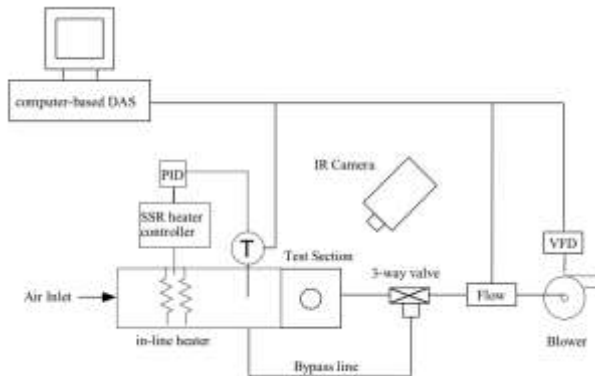 computer-based DAS
PID
IR Camera
SSR heater
controller
T
Test Section
3-way valve
VFD
Air Inlet
Flow
in-line heater
Bypass line
Blower